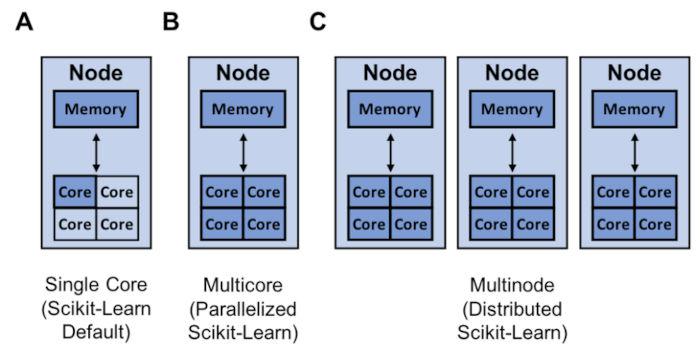 A
B
C
Node
Memory
Core Core
Core Core
Single Core
(Scikit-Learn
Default)
Node
Memory
Core Core
Core Core
Multicore
(Parallelized
Scikit-Learn)
Node
Memory
Core Core
Core Core
Node
Memory
Core Core
Core Core
Node
Memory
Core Core
Core Core
Multinode
(Distributed
Scikit-Learn)